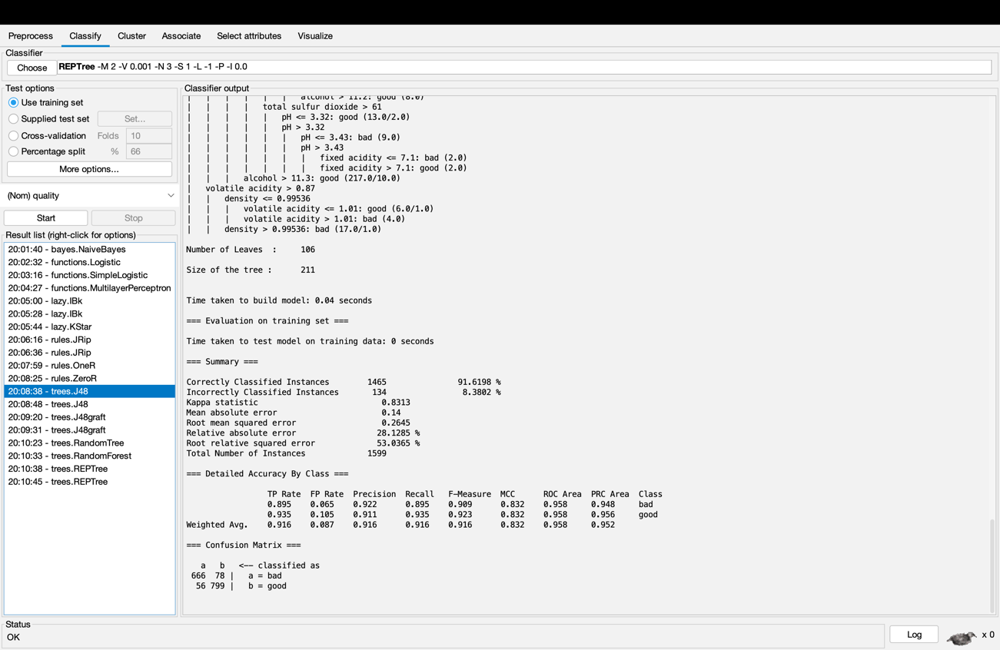 Preprocess Classify Cluster Associate Select attributes Visualize
Classifier
Choose REPTree -M 2 -V 0.001 -N 3 -S 1 -L -1 -P -I 0.0
Test options
Use training set
Supplied test set Set...
Cross-validation Folds 10
Percentage split % 66
More options...
(Nom) quality
Start Stop
Result list (right-click for options)
20:01:40 - bayes.NaiveBayes
20:02:32 - functions.Logistic
20:03:16 - functions.SimpleLogistic
20:04:27 - functions.MultilayerPerceptron
20:05:00 - lazy.IBk
20:05:28 - lazy.IBk
20:05:44 - lazy.KStar
20:06:16 - rules.JRip
20:06:36 - rules.JRip
20:07:59 - rules.OneR
20:08:25 - rules.ZeroR
20:08:38 - trees.J48
20:08:48 - trees.J48
20:09:20 - trees.J48graft
20:09:31 - trees.J48graft
20:10:23 - trees.RandomTree
20:10:33 - trees.RandomForest
20:10:38 - trees.REPTree
20:10:45 - trees.REPTree
Classifier output
| | | | | | alcohol > 11.2: good (8.0)
| | | | total sulfur dioxide > 61
| | | | | pH <= 3.32: good (13.0/2.0)
| | | | | pH > 3.32
| | | | | | pH <= 3.43: bad (9.0)
| | | | | | pH > 3.43
| | | | | | | fixed acidity <= 7.1: bad (2.0)
| | | | | | | fixed acidity > 7.1: good (2.0)
| | | alcohol > 11.3: good (217.0/10.0)
| volatile acidity > 0.87
| | density <= 0.99536
| | | volatile acidity <= 1.01: good (6.0/1.0)
| | | volatile acidity > 1.01: bad (4.0)
| | density > 0.99536: bad (17.0/1.0)
Number of Leaves : 106
Size of the tree : 211
Time taken to build model: 0.04 seconds
=== Evaluation on training set ===
Time taken to test model on training data: 0 seconds
=== Summary ===
Correctly Classified Instances 1465 91.6198 %
Incorrectly Classified Instances 134 8.3802 %
Kappa statistic 0.8313
Mean absolute error 0.14
Root mean squared error 0.2645
Relative absolute error 28.1285 %
Root relative squared error 53.0365 %
Total Number of Instances 1599
=== Detailed Accuracy By Class ===
TP Rate FP Rate Precision Recall F-Measure MCC ROC Area PRC Area Class
0.895 0.065 0.922 0.895 0.909 0.832 0.958 0.948 bad
0.935 0.105 0.911 0.935 0.923 0.832 0.958 0.956 good
Weighted Avg. 0.916 0.087 0.916 0.916 0.916 0.832 0.958 0.952
=== Confusion Matrix ===
a b <-- classified as
666 78 | a = bad
56 799 | b = good
Status
OK
Log
x 0